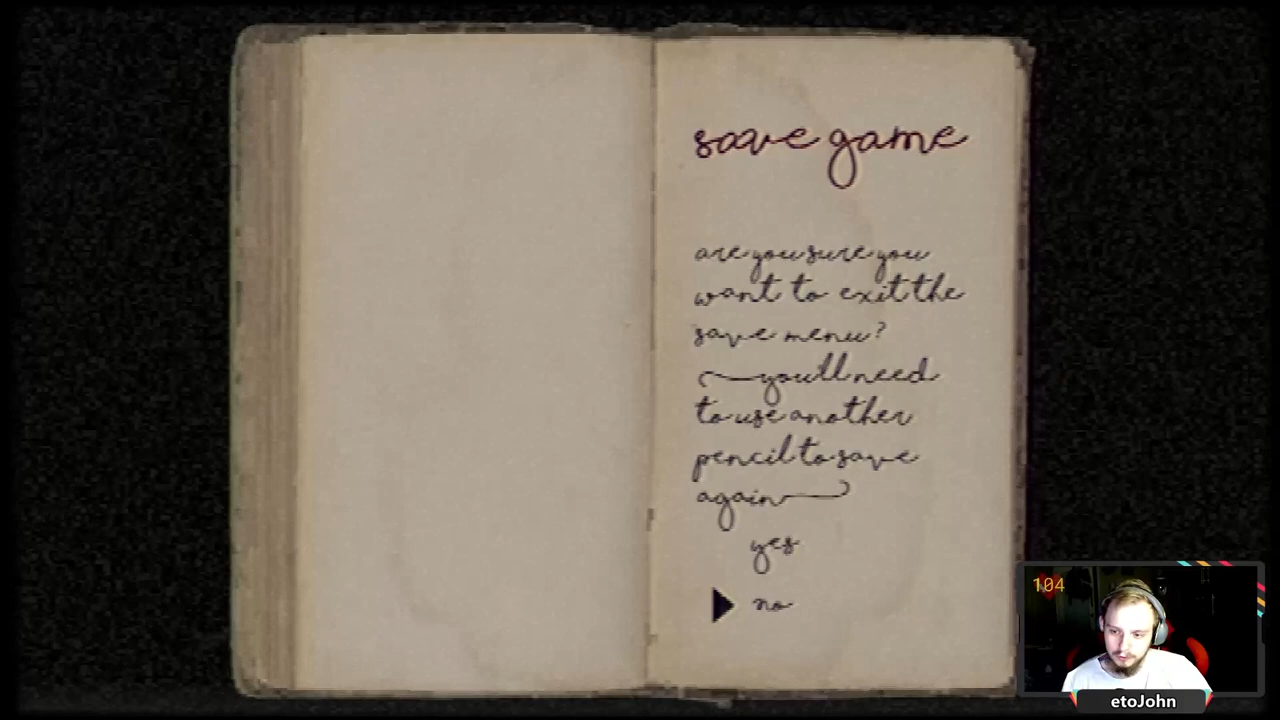 save game
are you sure you
want to exit the
save menu?
(you'll need
to use another
pencil to save
again)
yes
no
104
etoJohn